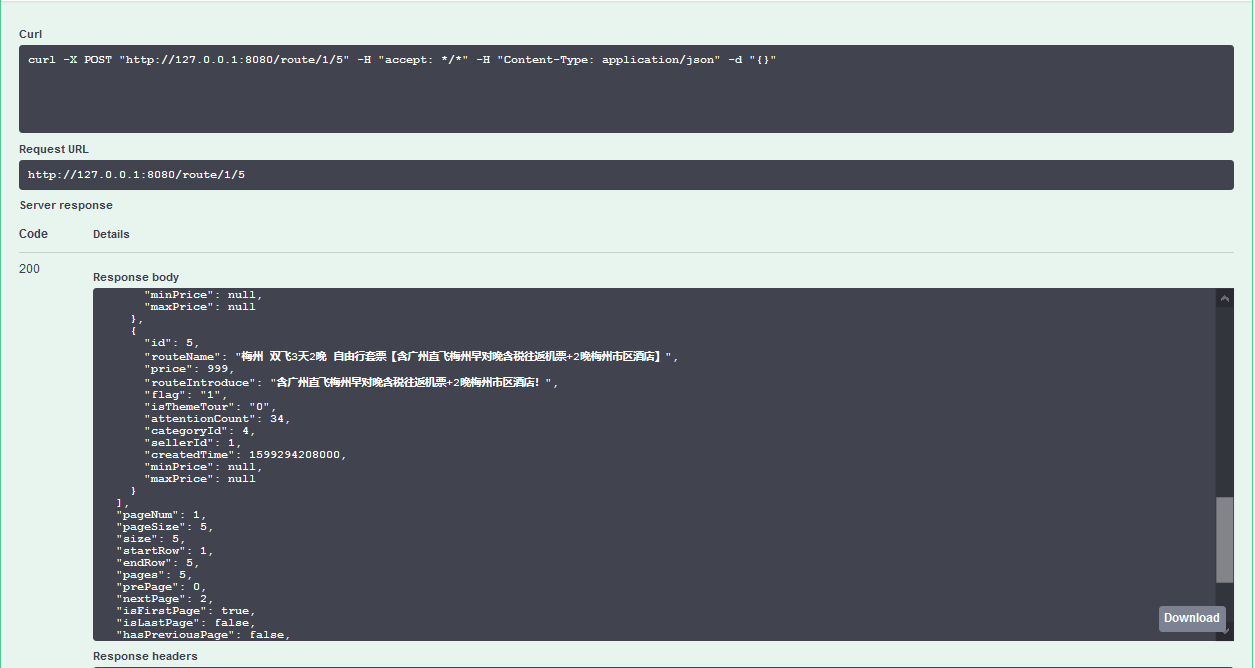 Curl
curl -X POST "http://127.0.0.1:8080/route/1/5" -H "accept: */*" -H "Content-Type: application/json" -d "{}"
Request URL
http://127.0.0.1:8080/route/1/5
Server response
Code Details
200
Response body
"minPrice": null,
"maxPrice": null
},
{
"id": 5,
"routeName": "梅州 双飞3天2晚 自由行套票【含广州直飞梅州早对晚含税往返机票+2晚梅州市区酒店】",
"price": 999,
"routeIntroduce": "含广州直飞梅州早对晚含税往返机票+2晚梅州市区酒店！",
"flag": "1",
"isThemeTour": "0",
"attentionCount": 34,
"categoryId": 4,
"sellerId": 1,
"createdTime": 1599294208000,
"minPrice": null,
"maxPrice": null
}
],
"pageNum": 1,
"pageSize": 5,
"size": 5,
"startRow": 1,
"endRow": 5,
"pages": 5,
"prePage": 0,
"nextPage": 2,
"isFirstPage": true,
"isLastPage": false,
"hasPreviousPage": false,
Download
Response headers